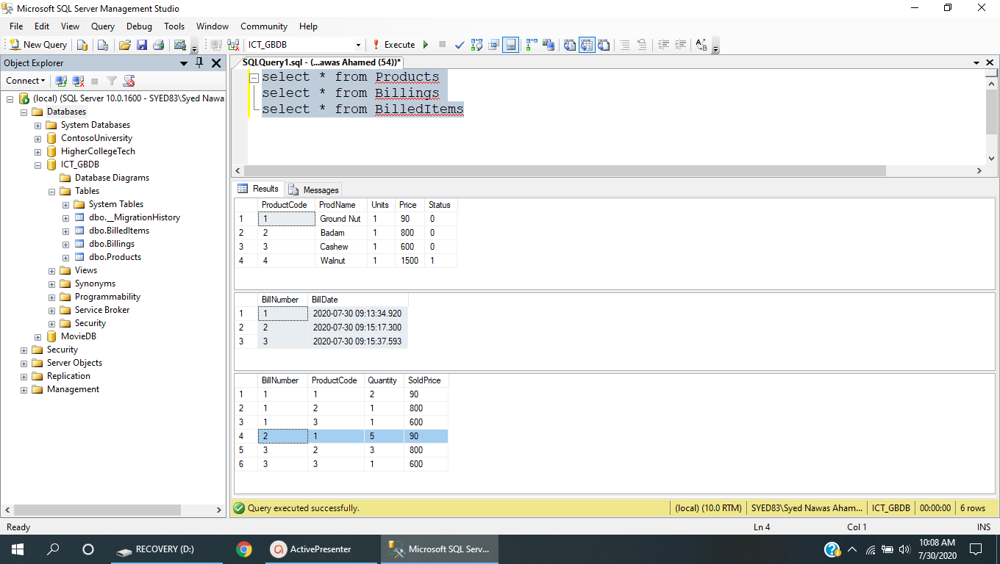 Microsoft SQL Server Management Studio
File Edit View Query Debug Tools Window Community Help
New Query ICT_GBDB Execute
Object Explorer
Connect
(local) (SQL Server 10.0.1600 - SYED83\Syed Nawa
Databases
System Databases
ContosoUniversity
HigherCollegeTech
ICT_GBDB
Database Diagrams
Tables
System Tables
dbo.__MigrationHistory
dbo.BilledItems
dbo.Billings
dbo.Products
Views
Synonyms
Programmability
Service Broker
Security
MovieDB
Security
Server Objects
Replication
Management
SQLQuery1.sql - (...awas Ahamed (54))*
select * from Products
select * from Billings
select * from BilledItems
Results Messages
ProductCode ProdName Units Price Status
1 1 Ground Nut 1 90 0
2 2 Badam 1 800 0
3 3 Cashew 1 600 0
4 4 Walnut 1 1500 1
BillNumber BillDate
1 1 2020-07-30 09:13:34.920
2 2 2020-07-30 09:15:17.300
3 3 2020-07-30 09:15:37.593
BillNumber ProductCode Quantity SoldPrice
1 1 1 2 90
2 1 2 1 800
3 1 3 1 600
4 2 1 5 90
5 3 2 3 800
6 3 3 1 600
Query executed successfully. (local) (10.0 RTM) SYED83\Syed Nawas Aham... ICT_GBDB 00:00:00 6 rows
Ready Ln 4 Col 1 INS
RECOVERY (D:) ActivePresenter Microsoft SQL Serv... 10:08 AM
7/30/2020